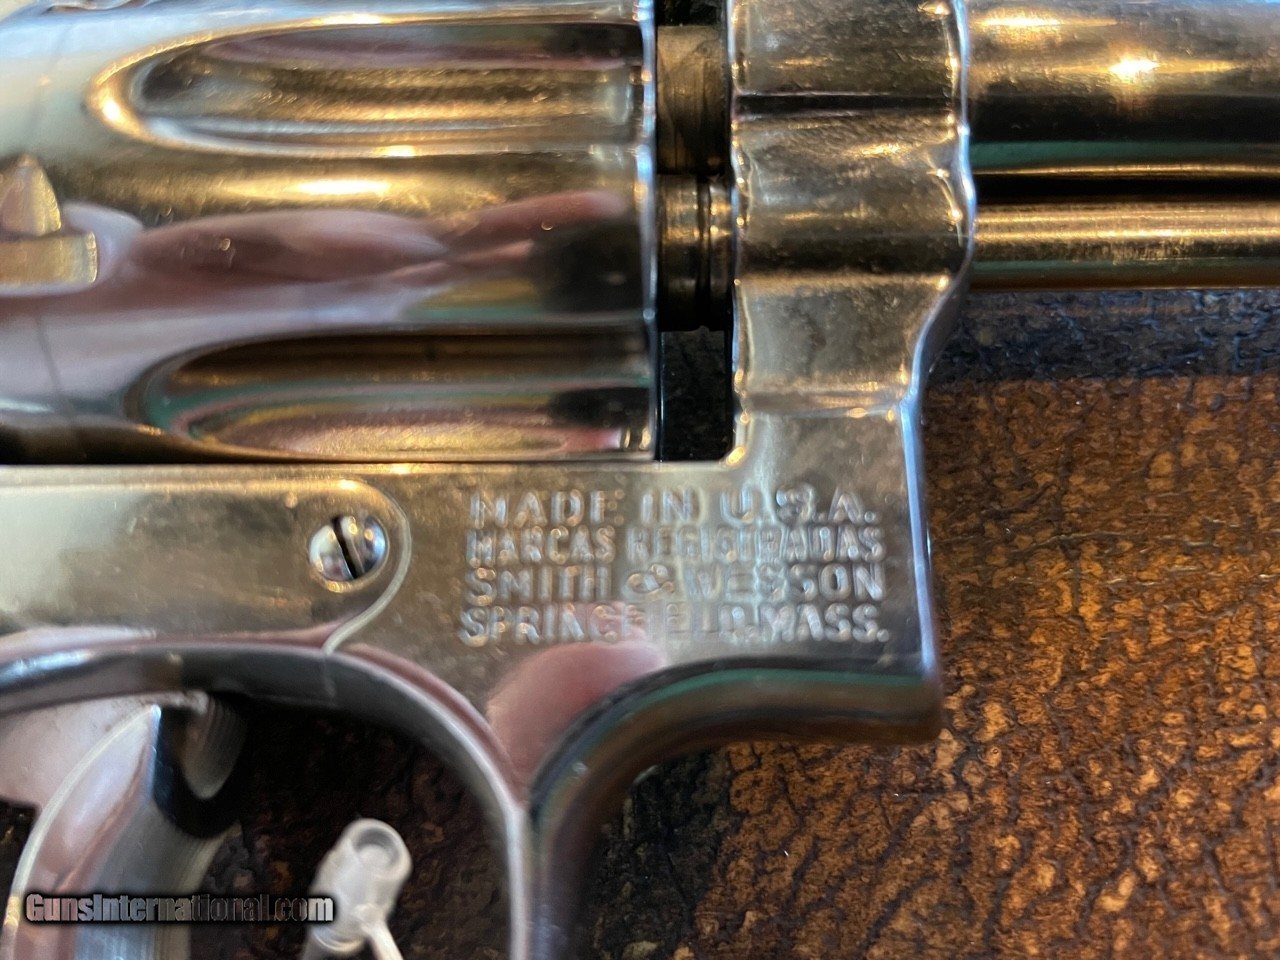 MADE IN U.S.A.
MARCAS REGISTRADAS
SMITH & WESSON
SPRINGFIELD, MASS.
GunsInternational.com